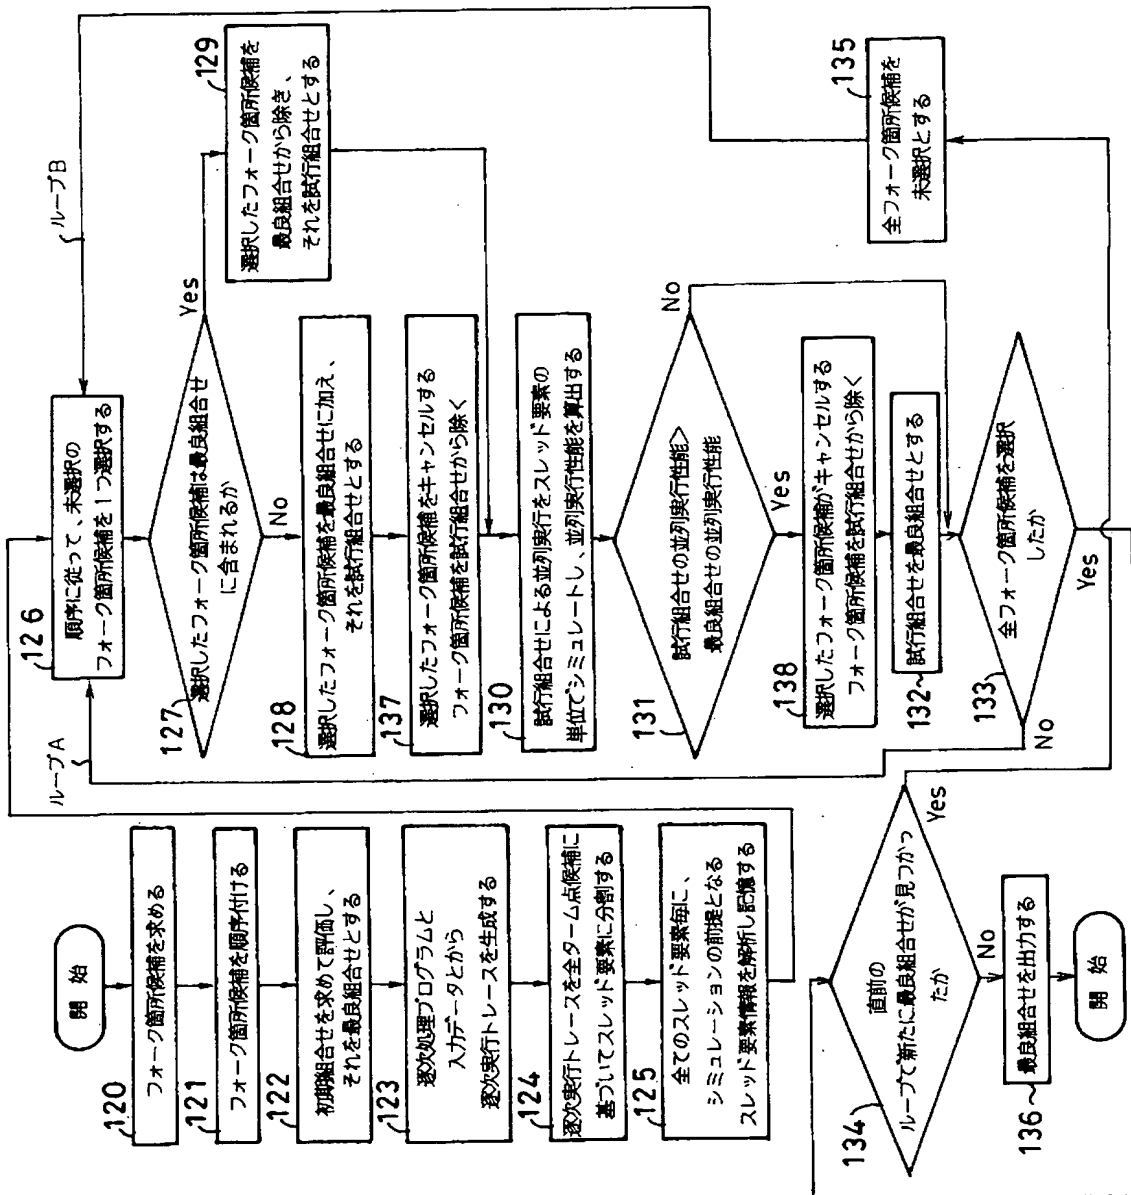 開 始
120
フォーク箇所候補を求める
121
フォーク箇所候補を順序付ける
122
初期組合せを求めて評価し、
それを最良組合せとする
123
逐次処理プログラムと
入力データとから
逐次実行トレースを生成する
124
逐次実行トレースを全ターム点候補に
基づいてスレッド要素に分割する
125
全てのスレッド要素毎に、
シミュレーションの前提となる
スレッド要素情報を解析し記憶する
ループA
ループB
126
順序に従って、未選択の
フォーク箇所候補を1つ選択する
127
選択したフォーク箇所候補は最良組合せ
に含まれるか
Yes
No
129
選択したフォーク箇所候補を
最良組合せから除き、
それを試行組合せとする
128
選択したフォーク箇所候補を最良組合せに加え、
それを試行組合せとする
137
選択したフォーク箇所候補をキャンセルする
フォーク箇所候補を試行組合せから除く
130
試行組合せによる並列実行をスレッド要素の
単位でシミュレートし、並列実行性能を算出する
131
試行組合せの並列実行性能>
最良組合せの並列実行性能
No
Yes
138
選択したフォーク箇所候補がキャンセルする
フォーク箇所候補を試行組合せから除く
132
試行組合せを最良組合せとする
133
全フォーク箇所候補を選択
したか
No
Yes
134
直前の
ループで新たに最良組合せが見つかっ
たか
Yes
No
135
全フォーク箇所候補を
未選択とする
136
最良組合せを出力する
開 始